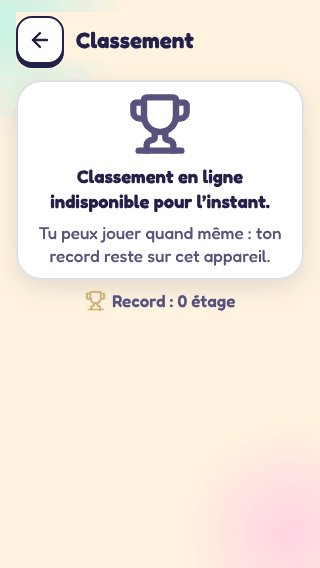 Classement
Classement en ligne
indisponible pour l’instant.
Tu peux jouer quand même : ton
record reste sur cet appareil.
Record : 0 étage